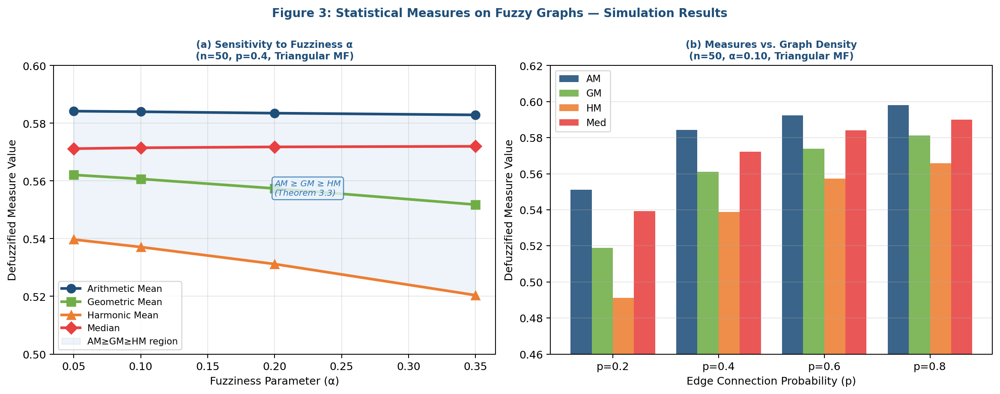 Figure 3: Statistical Measures on Fuzzy Graphs — Simulation Results
(a) Sensitivity to Fuzziness α
(n=50, p=0.4, Triangular MF)
0.60
0.58
0.56
0.54
0.52
0.50
Defuzzified Measure Value
AM ≥ GM ≥ HM
(Theorem 3.3)
Arithmetic Mean
Geometric Mean
Harmonic Mean
Median
AM≥GM≥HM region
0.05 0.10 0.15 0.20 0.25 0.30 0.35
Fuzziness Parameter (α)
(b) Measures vs. Graph Density
(n=50, α=0.10, Triangular MF)
0.62
0.60
0.58
0.56
0.54
0.52
0.50
0.48
0.46
Defuzzified Measure Value
AM
GM
HM
Med
p=0.2 p=0.4 p=0.6 p=0.8
Edge Connection Probability (p)